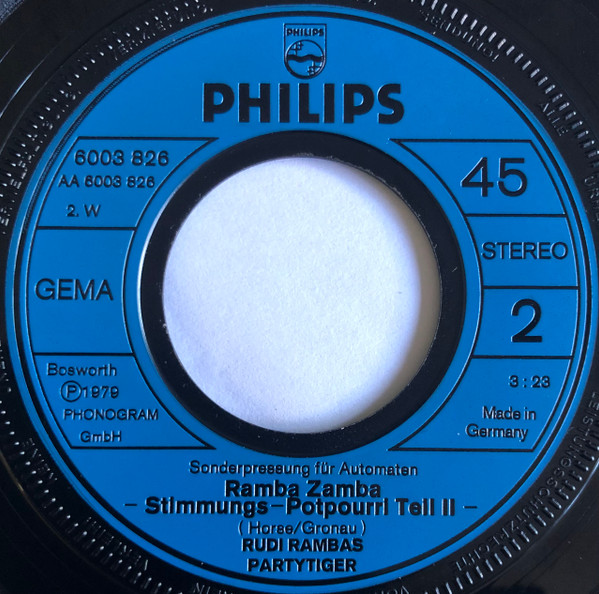 PHILIPS
PHILIPS
6003 826
AA 6003 826
2. W
GEMA
Bosworth
Ⓟ1979
PHONOGRAM
GmbH
45
STEREO
2
3 : 23
Made in
Germany
Sonderpressung für Automaten
Ramba Zamba
– Stimmungs–Potpourri Teil II –
( Horse/Gronau )
RUDI RAMBAS
PARTYTIGER